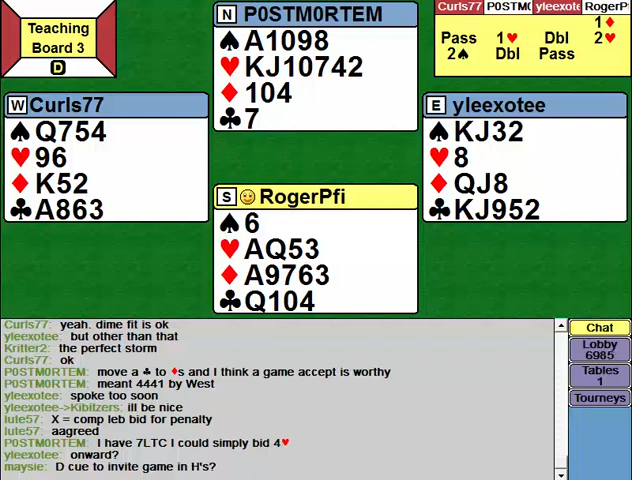 Teaching
Board 3
D
N P0STM0RTEM
♠A1098
♥KJ10742
♦104
♣7
Curls77 P0STM0 yleexote RogerP
1♦
Pass 1♥ Dbl 2♥
2♠ Dbl Pass
W Curls77
♠Q754
♥96
♦K52
♣A863
E yleexotee
♠KJ32
♥8
♦QJ8
♣KJ952
S RogerPfi
♠6
♥AQ53
♦A9763
♣Q104
Curls77: yeah. dime fit is ok
yleexotee: but other than that
Kritter2: the perfect storm
Curls77: ok
P0STM0RTEM: move a ♣ to ♦s and I think a game accept is worthy
P0STM0RTEM: meant 4441 by West
yleexotee: spoke too soon
yleexotee->Kibitzers: ill be nice
lute57: X = comp leb bid for penalty
lute57: aagreed
P0STM0RTEM: I have 7LTC I could simply bid 4♥
yleexotee: onward?
maysie: D cue to invite game in H's?
Chat
Lobby
6985
Tables
1
Tourneys